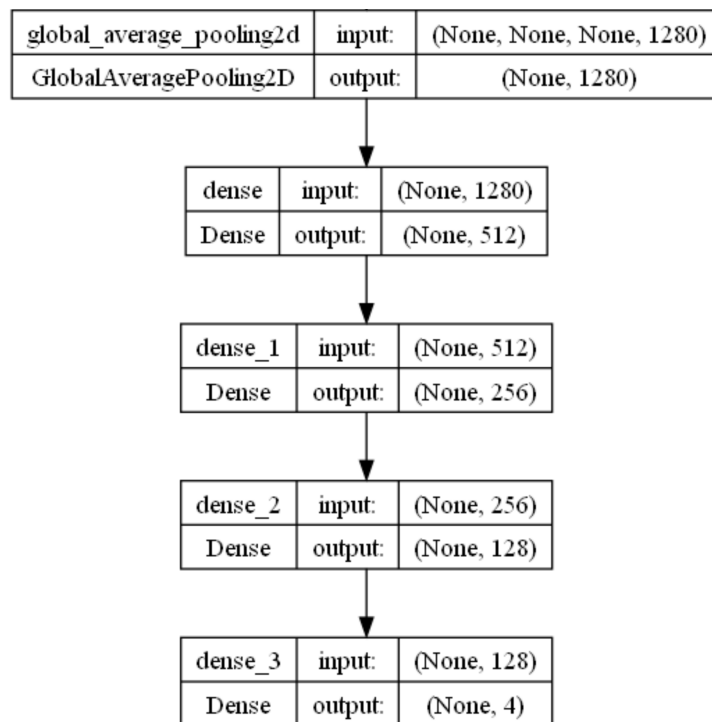 global_average_pooling2d input: (None, None, None, 1280)
GlobalAveragePooling2D output: (None, 1280)
dense input: (None, 1280)
Dense output: (None, 512)
dense_1 input: (None, 512)
Dense output: (None, 256)
dense_2 input: (None, 256)
Dense output: (None, 128)
dense_3 input: (None, 128)
Dense output: (None, 4)